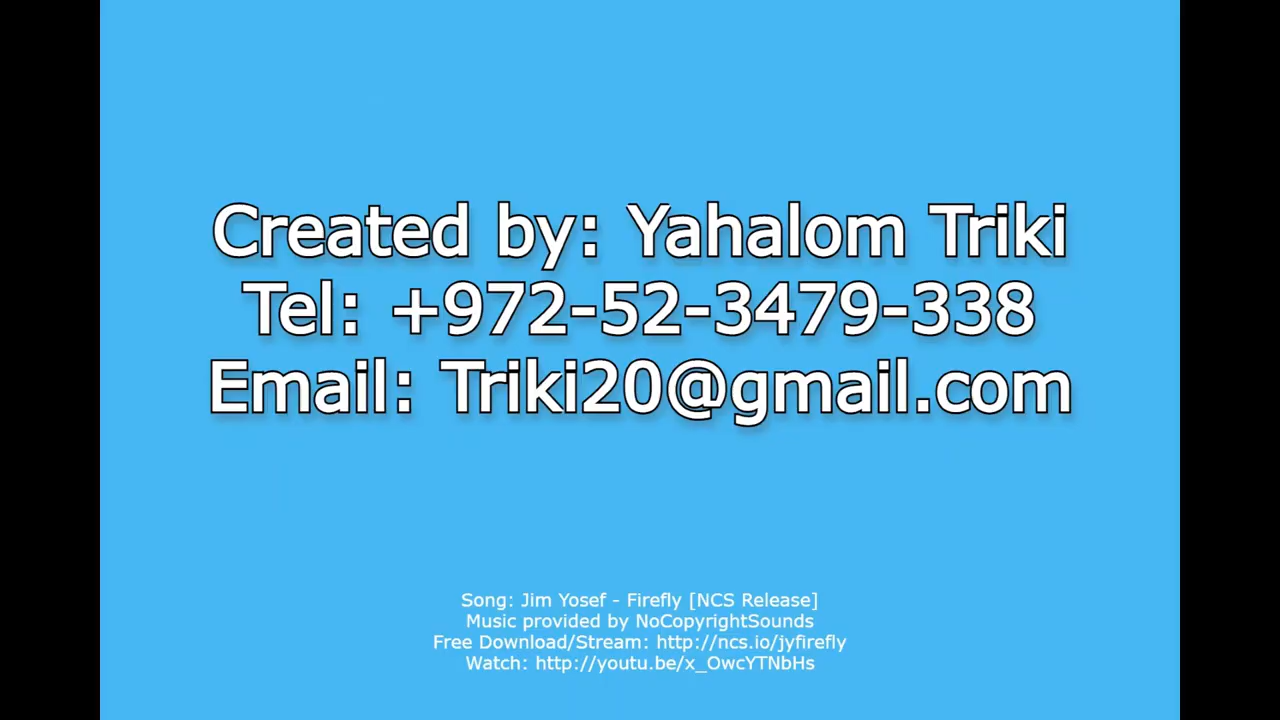 Created by: Yahalom Triki
Tel: +972-52-3479-338
Email: Triki20@gmail.com
Song: Jim Yosef - Firefly [NCS Release]
Music provided by NoCopyrightSounds
Free Download/Stream: http://ncs.io/jyfirefly
Watch: http://youtu.be/x_OwcYTNbHs